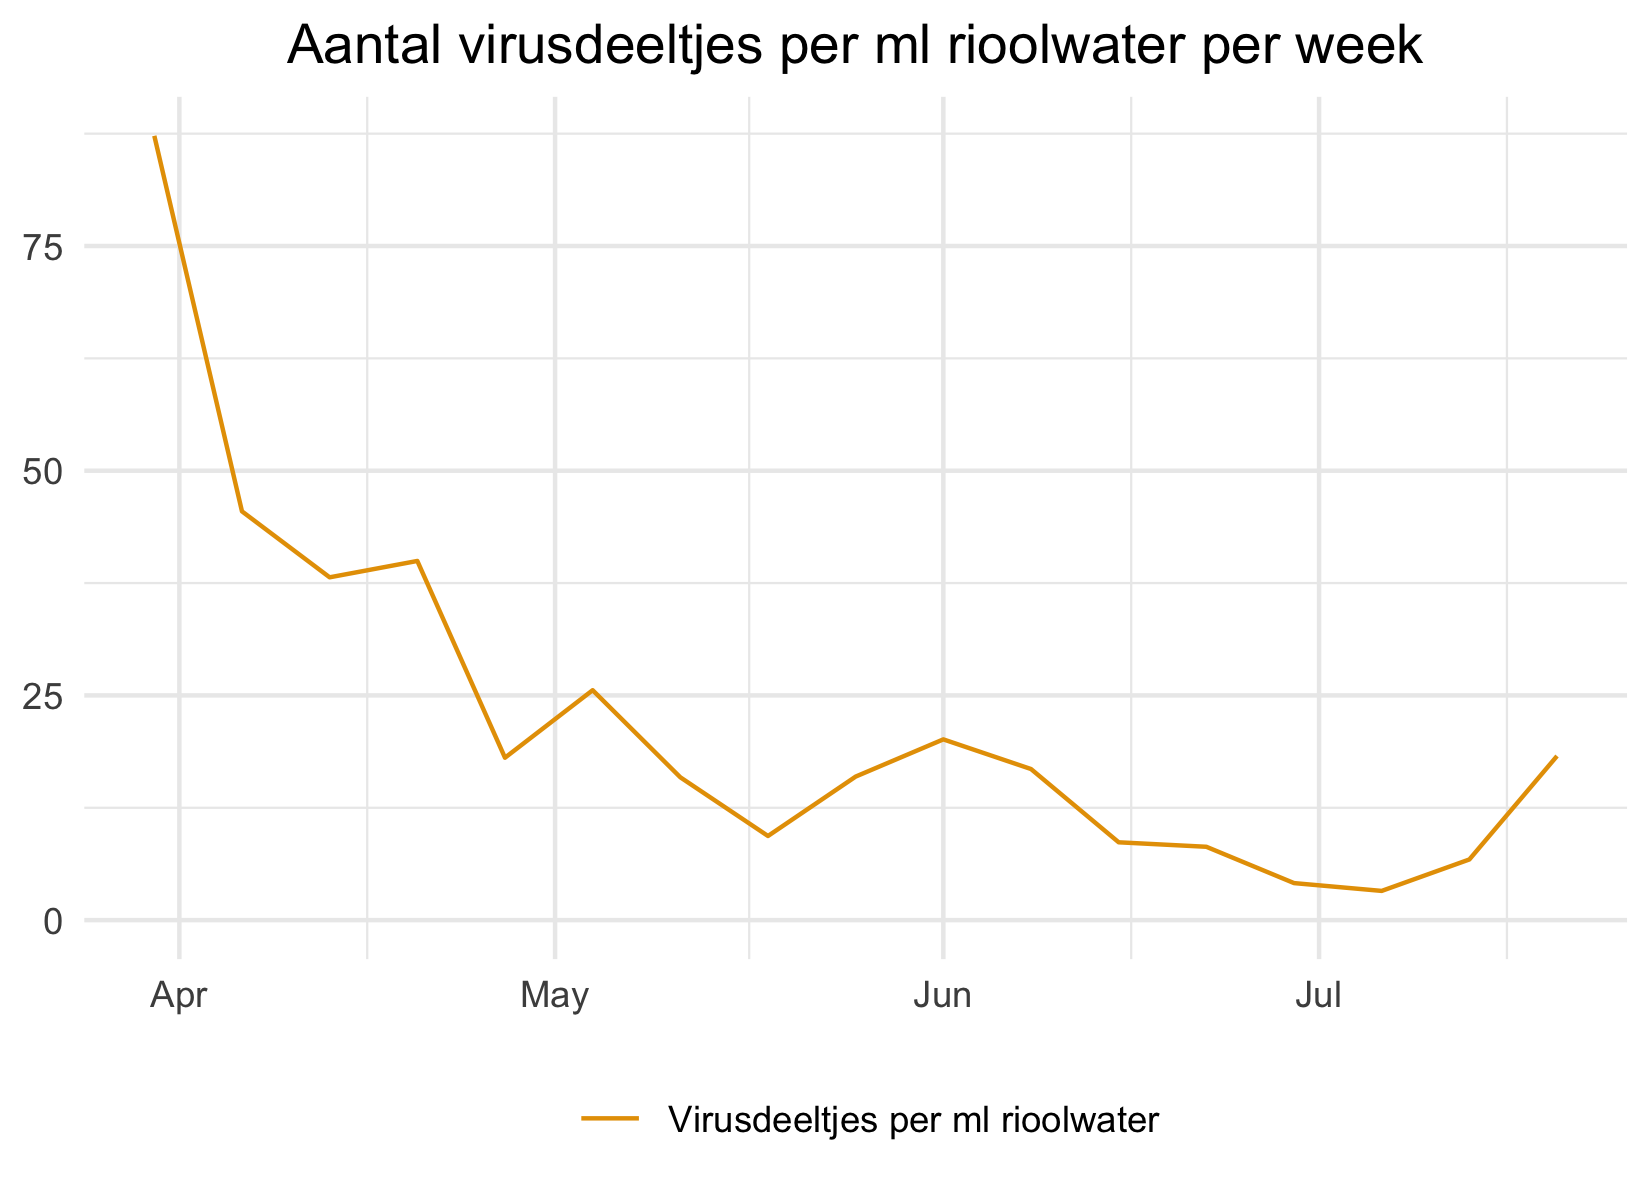 Aantal virusdeeltjes per ml rioolwater per week
75
50
25
0
Apr May Jun Jul
Virusdeeltjes per ml rioolwater